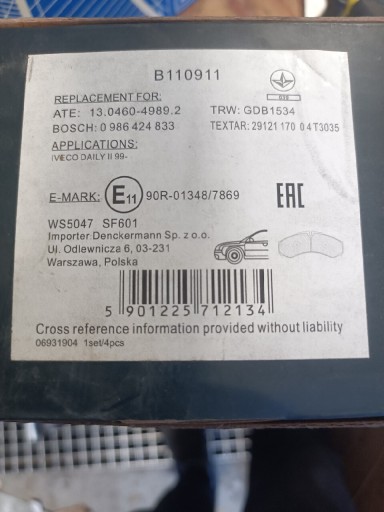 B110911
REPLACEMENT FOR:
ATE: 13.0460-4989,2 TRW: GDB1534
BOSCH: 0 986 424 833 TEXTAR: 29121 170 0 4 T3035
APPLICATIONS:
IVECO DAILY II 99-
E-MARK: E11 90R-01348/7869 EAC
WS5047 SF601
Importer Denckermann Sp. z o.o.
Ul. Odlewnicza 6, 03-231
Warszawa, Polska
5 901225 712134
Cross reference information provided without liability
06931904 1set/4pcs